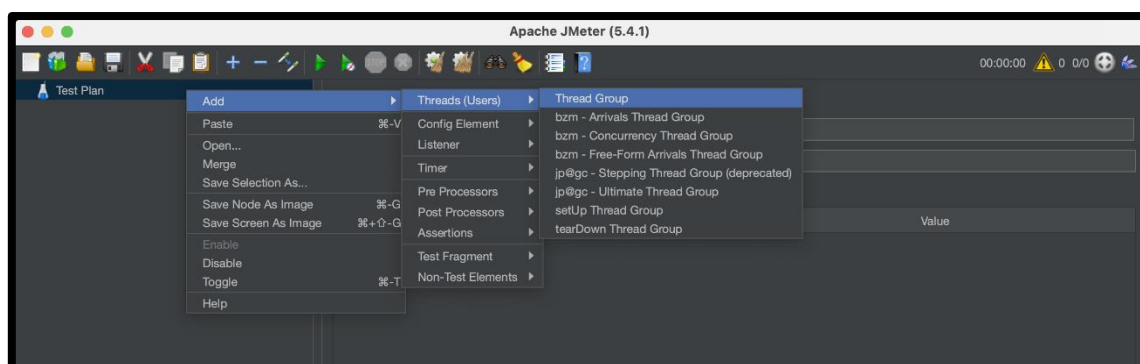 Apache JMeter (5.4.1)
00:00:00 0 0/0
Test Plan
Add
Paste ⌘-V
Open...
Merge
Save Selection As...
Save Node As Image ⌘-G
Save Screen As Image ⌘+⇧-G
Enable
Disable
Toggle ⌘-T
Help
Threads (Users)
Config Element
Listener
Timer
Pre Processors
Post Processors
Assertions
Test Fragment
Non-Test Elements
Thread Group
bzm - Arrivals Thread Group
bzm - Concurrency Thread Group
bzm - Free-Form Arrivals Thread Group
jp@gc - Stepping Thread Group (deprecated)
jp@gc - Ultimate Thread Group
setUp Thread Group
tearDown Thread Group
Value